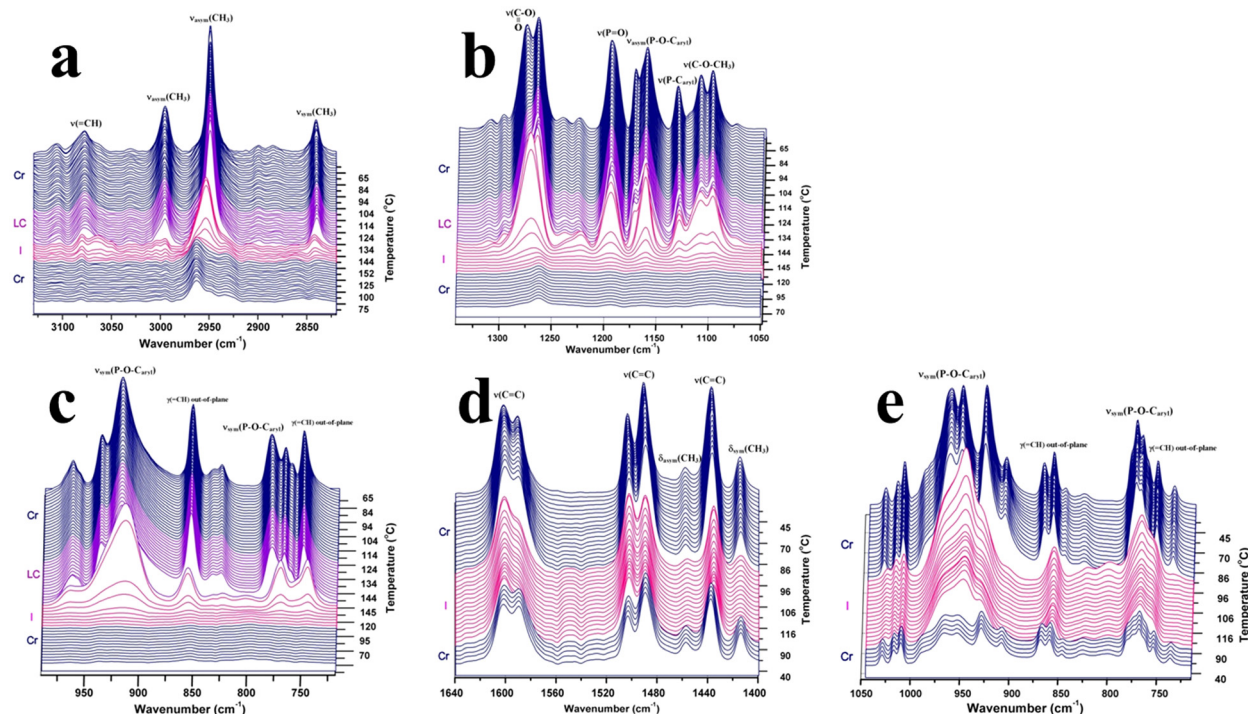 a
νasym(CH3)
νasym(CH3)
νsym(CH3)
ν(=CH)
Cr
LC
I
Cr
65
84
94
104
114
124
134
144
152
125
100
75
Temperature (°C)
3100 3050 3000 2950 2900 2850
Wavenumber (cm-1)
b
ν(C-O)
O
ν(P=O)
νasym(P-O-Caryl)
ν(P-Caryl)
ν(C-O-CH3)
Cr
LC
I
Cr
65
84
94
104
114
124
134
144
145
120
95
70
Temperature (°C)
1300 1250 1200 1150 1100 1050
Wavenumber (cm-1)
c
νsym(P-O-Caryl)
γ(=CH) out-of-plane
νsym(P-O-Caryl)
γ(=CH) out-of-plane
Cr
LC
I
Cr
65
84
94
104
114
124
134
144
145
120
95
70
Temperature (°C)
950 900 850 800 750
Wavenumber (cm-1)
d
ν(C=C)
ν(C=C)
ν(C=C)
δasym(CH3)
δsym(CH3)
Cr
I
Cr
45
70
86
96
106
116
90
40
Temperature (°C)
1640 1600 1560 1520 1480 1440 1400
Wavenumber (cm-1)
e
νsym(P-O-Caryl)
νsym(P-O-Caryl)
γ(=CH) out-of-plane
γ(=CH) out-of-plane
Cr
I
Cr
45
70
86
96
106
116
90
40
Temperature (°C)
1050 1000 950 900 850 800 750
Wavenumber (cm-1)